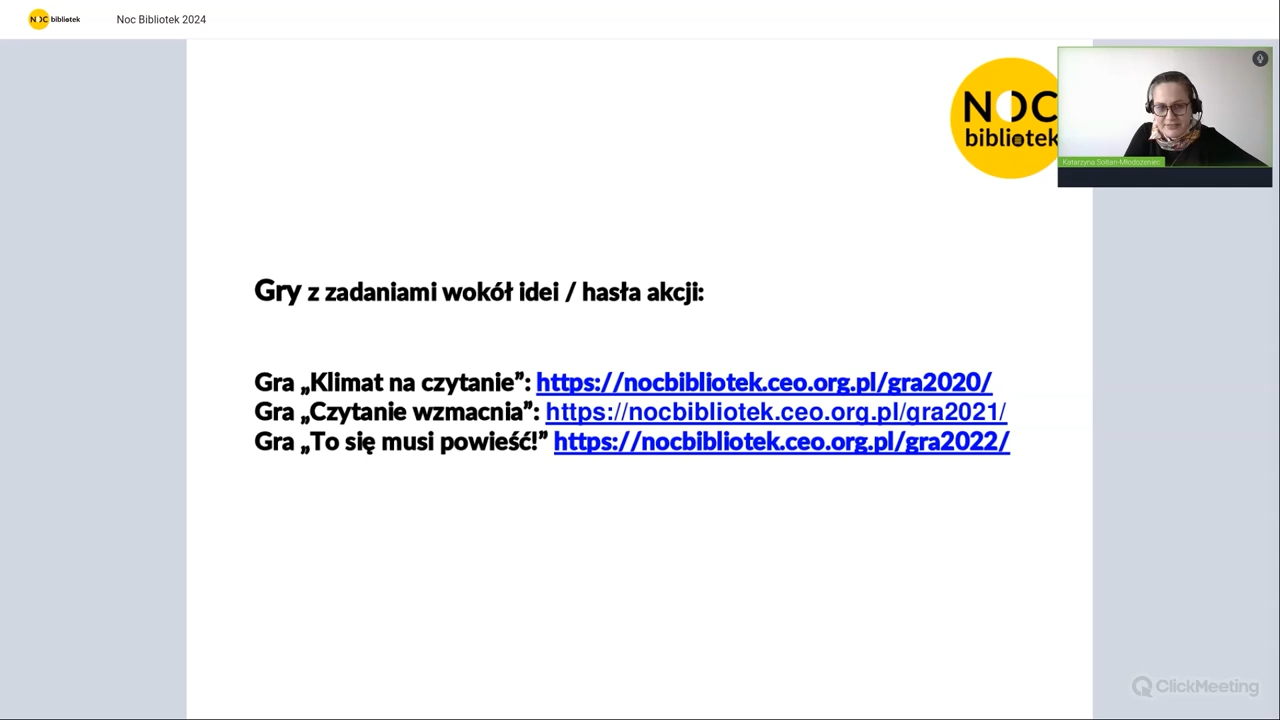 NOC bibliotek
Noc Bibliotek 2024
NOC
bibliotek
Katarzyna Sołtan-Młodożeniec
Gry z zadaniami wokół idei / hasła akcji:
Gra „Klimat na czytanie”: https://nocbibliotek.ceo.org.pl/gra2020/
Gra „Czytanie wzmacnia”: https://nocbibliotek.ceo.org.pl/gra2021/
Gra „To się musi powieść!” https://nocbibliotek.ceo.org.pl/gra2022/
ClickMeeting